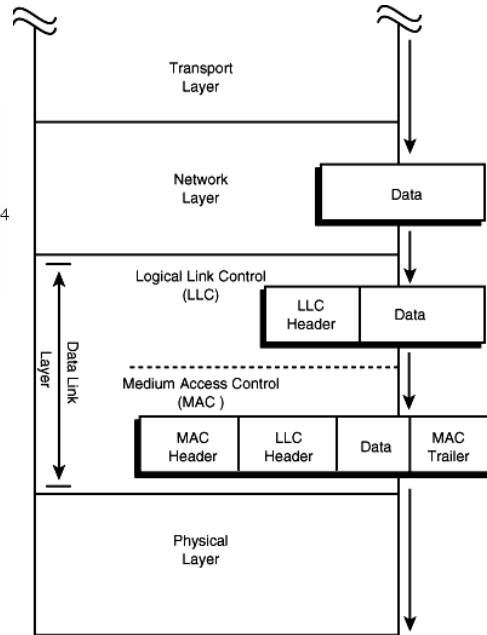 Transport
Layer
Network
Layer
Data
4
Logical Link Control
(LLC)
LLC
Header
Data
Data Link
Layer
Medium Access Control
(MAC )
MAC
Header
LLC
Header
Data
MAC
Trailer
Physical
Layer